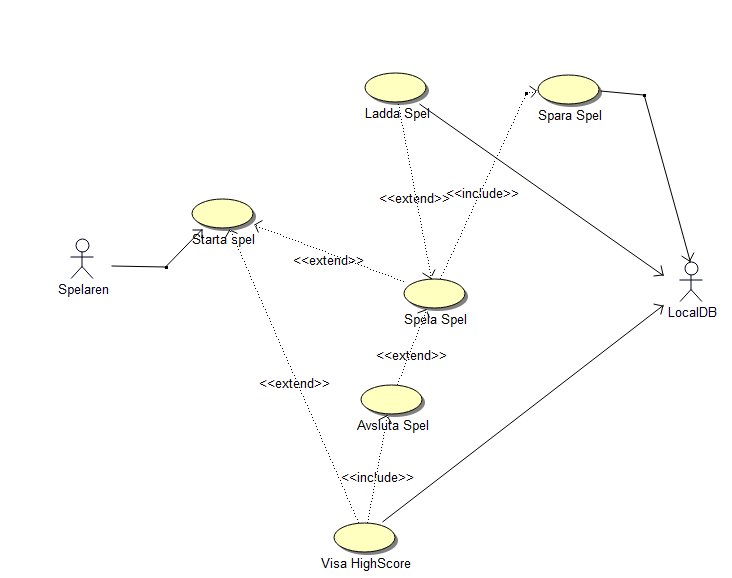 Ladda Spel
Spara Spel
<<extend>>
<<include>>
Starta spel
<<extend>>
Spelaren
LocalDB
Spela Spel
<<extend>>
<<extend>>
Avsluta Spel
<<include>>
Visa HighScore